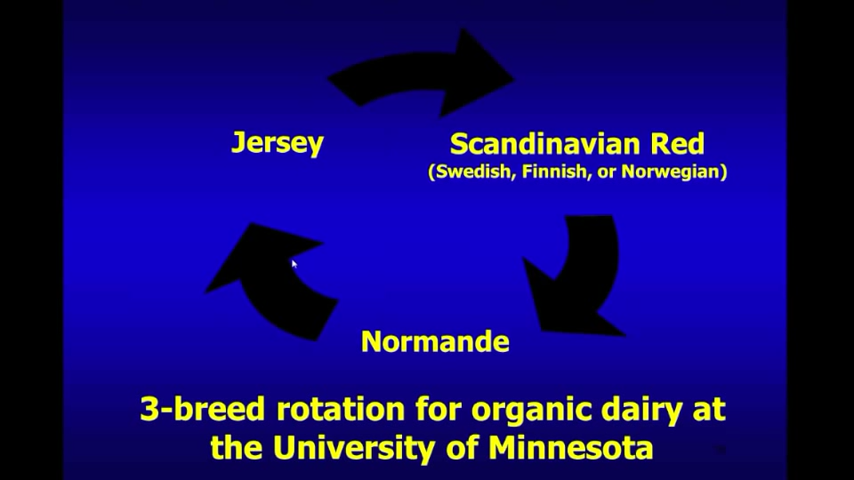 Jersey
Scandinavian Red
(Swedish, Finnish, or Norwegian)
Normande
3-breed rotation for organic dairy at
the University of Minnesota